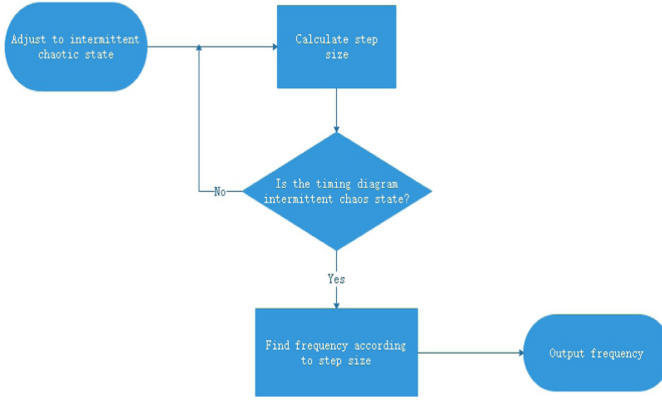 Adjust to intermittent
chaotic state
Calculate step
size
Is the timing diagram
intermittent chaos state?
No
Yes
Find frequency according
to step size
Output frequency